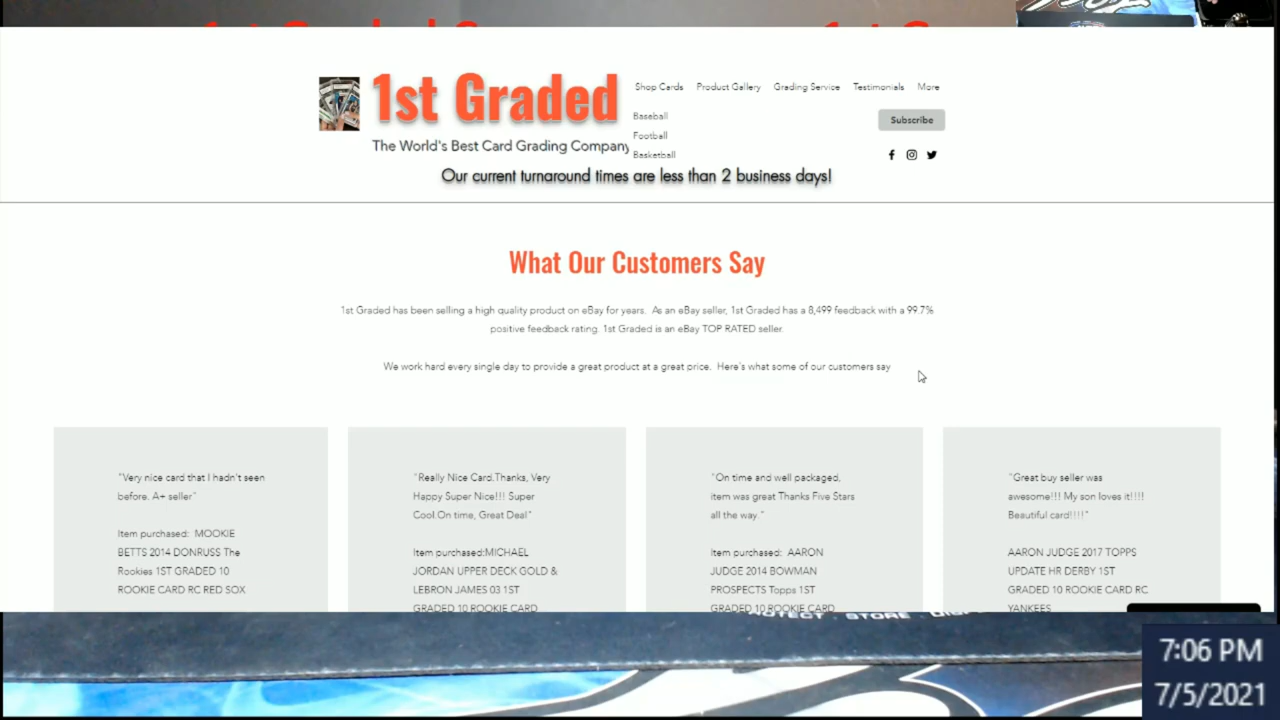 1st Graded
Shop Cards Product Gallery Grading Service Testimonials More
Baseball
Football
Basketball
Subscribe
The World's Best Card Grading Company
Our current turnaround times are less than 2 business days!
What Our Customers Say
1st Graded has been selling a high quality product on eBay for years. As an eBay seller, 1st Graded has a 8,499 feedback with a 99.7%
positive feedback rating. 1st Graded is an eBay TOP RATED seller.
We work hard every single day to provide a great product at a great price. Here's what some of our customers say
"Very nice card that I hadn't seen
before. A+ seller"
Item purchased: MOOKIE
BETTS 2014 DONRUSS The
Rookies 1ST GRADED 10
ROOKIE CARD RC RED SOX
"Really Nice Card.Thanks, Very
Happy Super Nice!!! Super
Cool.On time, Great Deal"
Item purchased:MICHAEL
JORDAN UPPER DECK GOLD &
LEBRON JAMES 03 1ST
GRADED 10 ROOKIE CARD
"On time and well packaged,
item was great Thanks Five Stars
all the way."
Item purchased: AARON
JUDGE 2014 BOWMAN
PROSPECTS Topps 1ST
GRADED 10 ROOKIE CARD
"Great buy seller was
awesome!!! My son loves it!!!!
Beautiful card!!!!"
AARON JUDGE 2017 TOPPS
UPDATE HR DERBY 1ST
GRADED 10 ROOKIE CARD RC
YANKEES
STORE
7:06 PM
7/5/2021